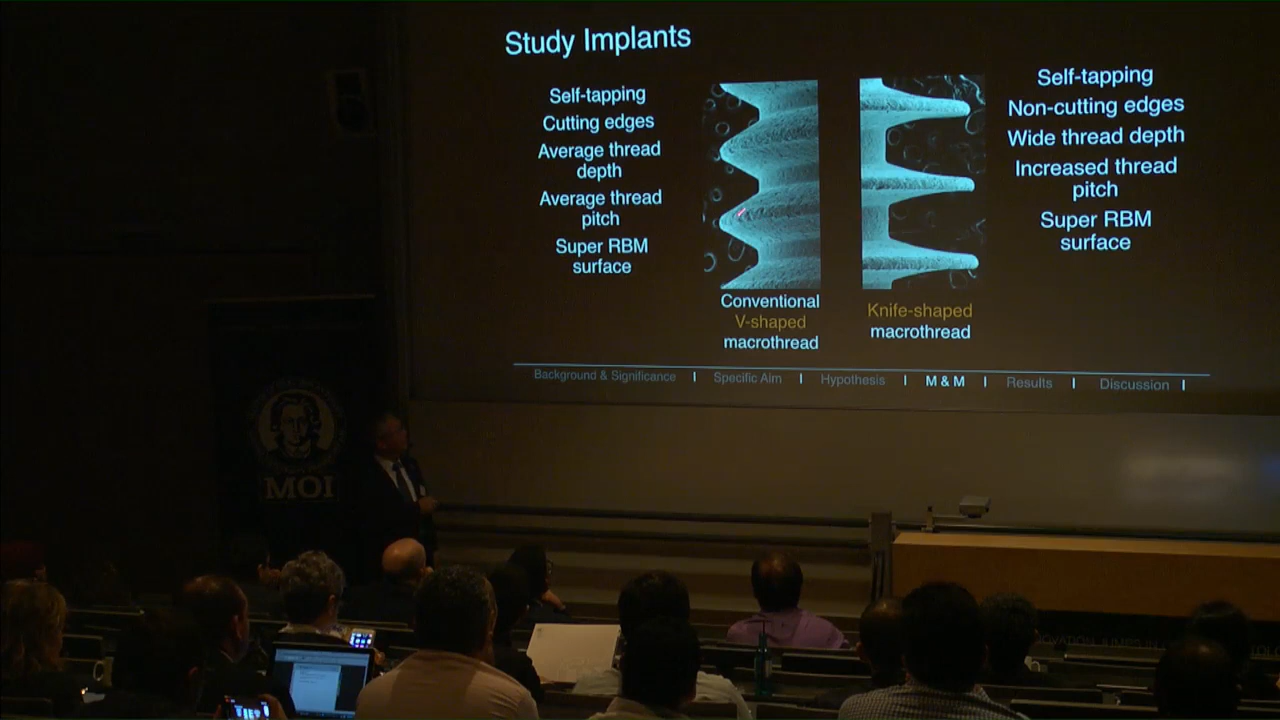 Study Implants
Self-tapping
Cutting edges
Average thread
depth
Average thread
pitch
Super RBM
surface
Conventional
V-shaped
macrothread
Knife-shaped
macrothread
Self-tapping
Non-cutting edges
Wide thread depth
Increased thread
pitch
Super RBM
surface
Background & Significance | Specific Aim | Hypothesis | M & M | Results | Discussion |
MOI